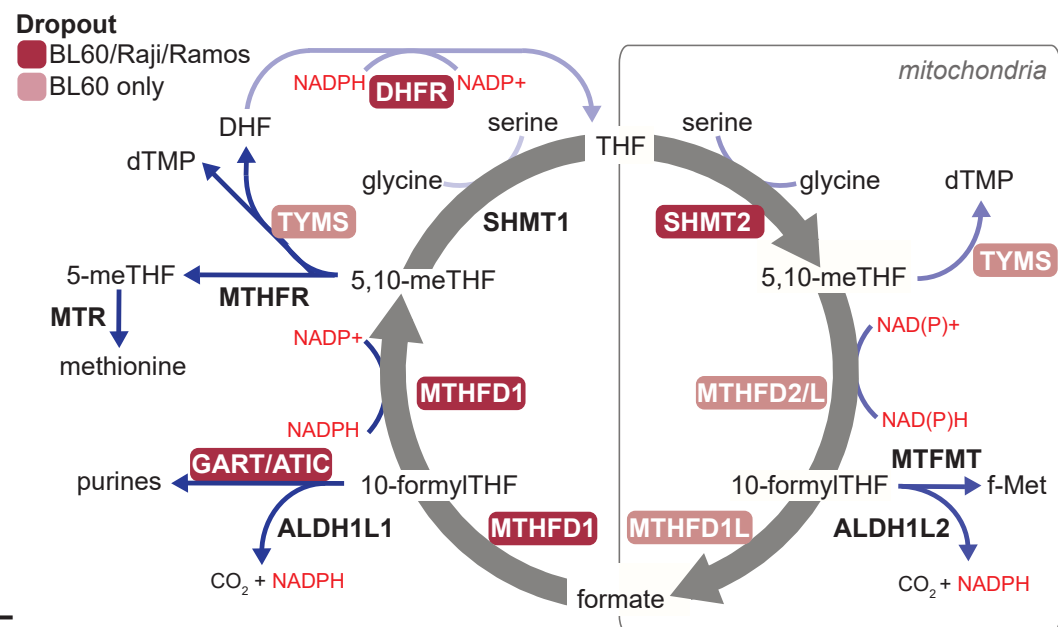 Dropout
BL60/Raji/Ramos
BL60 only
mitochondria
NADPH
DHFR
NADP+
DHF
serine
THF
serine
dTMP
glycine
glycine
dTMP
TYMS
SHMT1
SHMT2
TYMS
5-meTHF
MTHFR
5,10-meTHF
5,10-meTHF
MTR
methionine
NADP+
NAD(P)+
MTHFD1
MTHFD2/L
NADPH
NAD(P)H
GART/ATIC
MTFMT
purines
10-formylTHF
10-formylTHF
f-Met
ALDH1L1
MTHFD1
MTHFD1L
ALDH1L2
CO2 + NADPH
formate
CO2 + NADPH